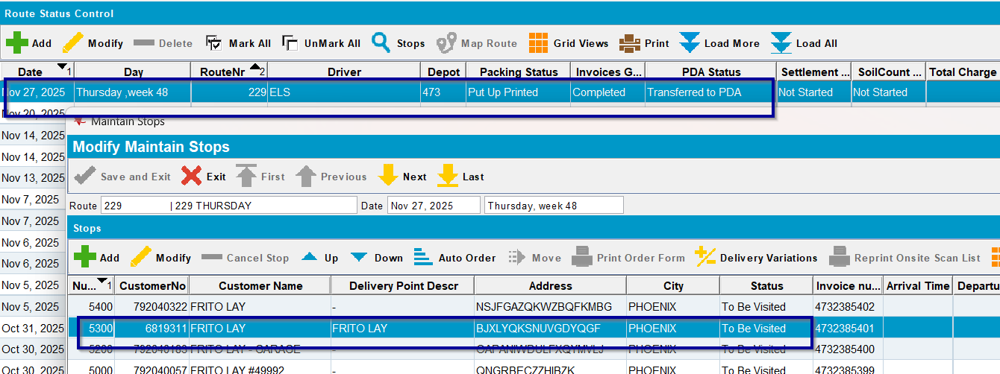 Route Status Control
Add Modify Delete Mark All UnMark All Stops Map Route Grid Views Print Load More Load All
Date 1 Day RouteNr 2 Driver Depot Packing Status Invoices G... PDA Status Settlement ... SoilCount ... Total Charge
Nov 27, 2025 Thursday ,week 48 229 ELS 473 Put Up Printed Completed Transferred to PDA Not Started Not Started
Nov 20, 2025
Maintain Stops
Nov 14, 2025
Modify Maintain Stops
Nov 14, 2025
Nov 13, 2025
Save and Exit Exit First Previous Next Last
Nov 7, 2025
Route 229 | 229 THURSDAY Date Nov 27, 2025 Thursday, week 48
Nov 7, 2025
Stops
Nov 6, 2025
Nov 6, 2025
Add Modify Cancel Stop Up Down Auto Order Move Print Order Form Delivery Variations Reprint Onsite Scan List
Nov 5, 2025
Nu... 1 CustomerNo Customer Name Delivery Point Descr Address City Status Invoice nu... Arrival Time Departu
Nov 5, 2025
5400 792040322 FRITO LAY - NSJFGAZQKWZBQFKMBG PHOENIX To Be Visited 4732385402
Oct 31, 2025
5300 6819311 FRITO LAY FRITO LAY BJXLYQKSNUVGDYQGF PHOENIX To Be Visited 4732385401
Oct 30, 2025
5200 FRITO LAY - GARAGE - PHOENIX To Be Visited 4732385400
Oct 30, 2025
5000 792040057 FRITO LAY #49992 - QNGRBECZZHIBZK PHOENIX To Be Visited 4732385399